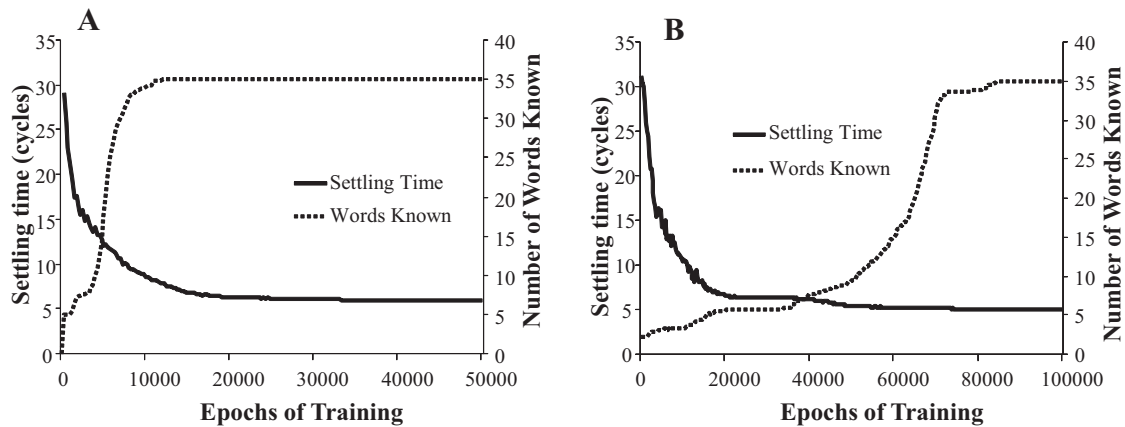 A
Settling time (cycles)
35
30
25
20
15
10
5
0
Number of Words Known
40
35
30
25
20
15
10
5
0
Settling Time
Words Known
0 10000 20000 30000 40000 50000
Epochs of Training
B
Settling time (cycles)
35
30
25
20
15
10
5
0
Number of Words Known
40
35
30
25
20
15
10
5
0
Settling Time
Words Known
0 20000 40000 60000 80000 100000
Epochs of Training